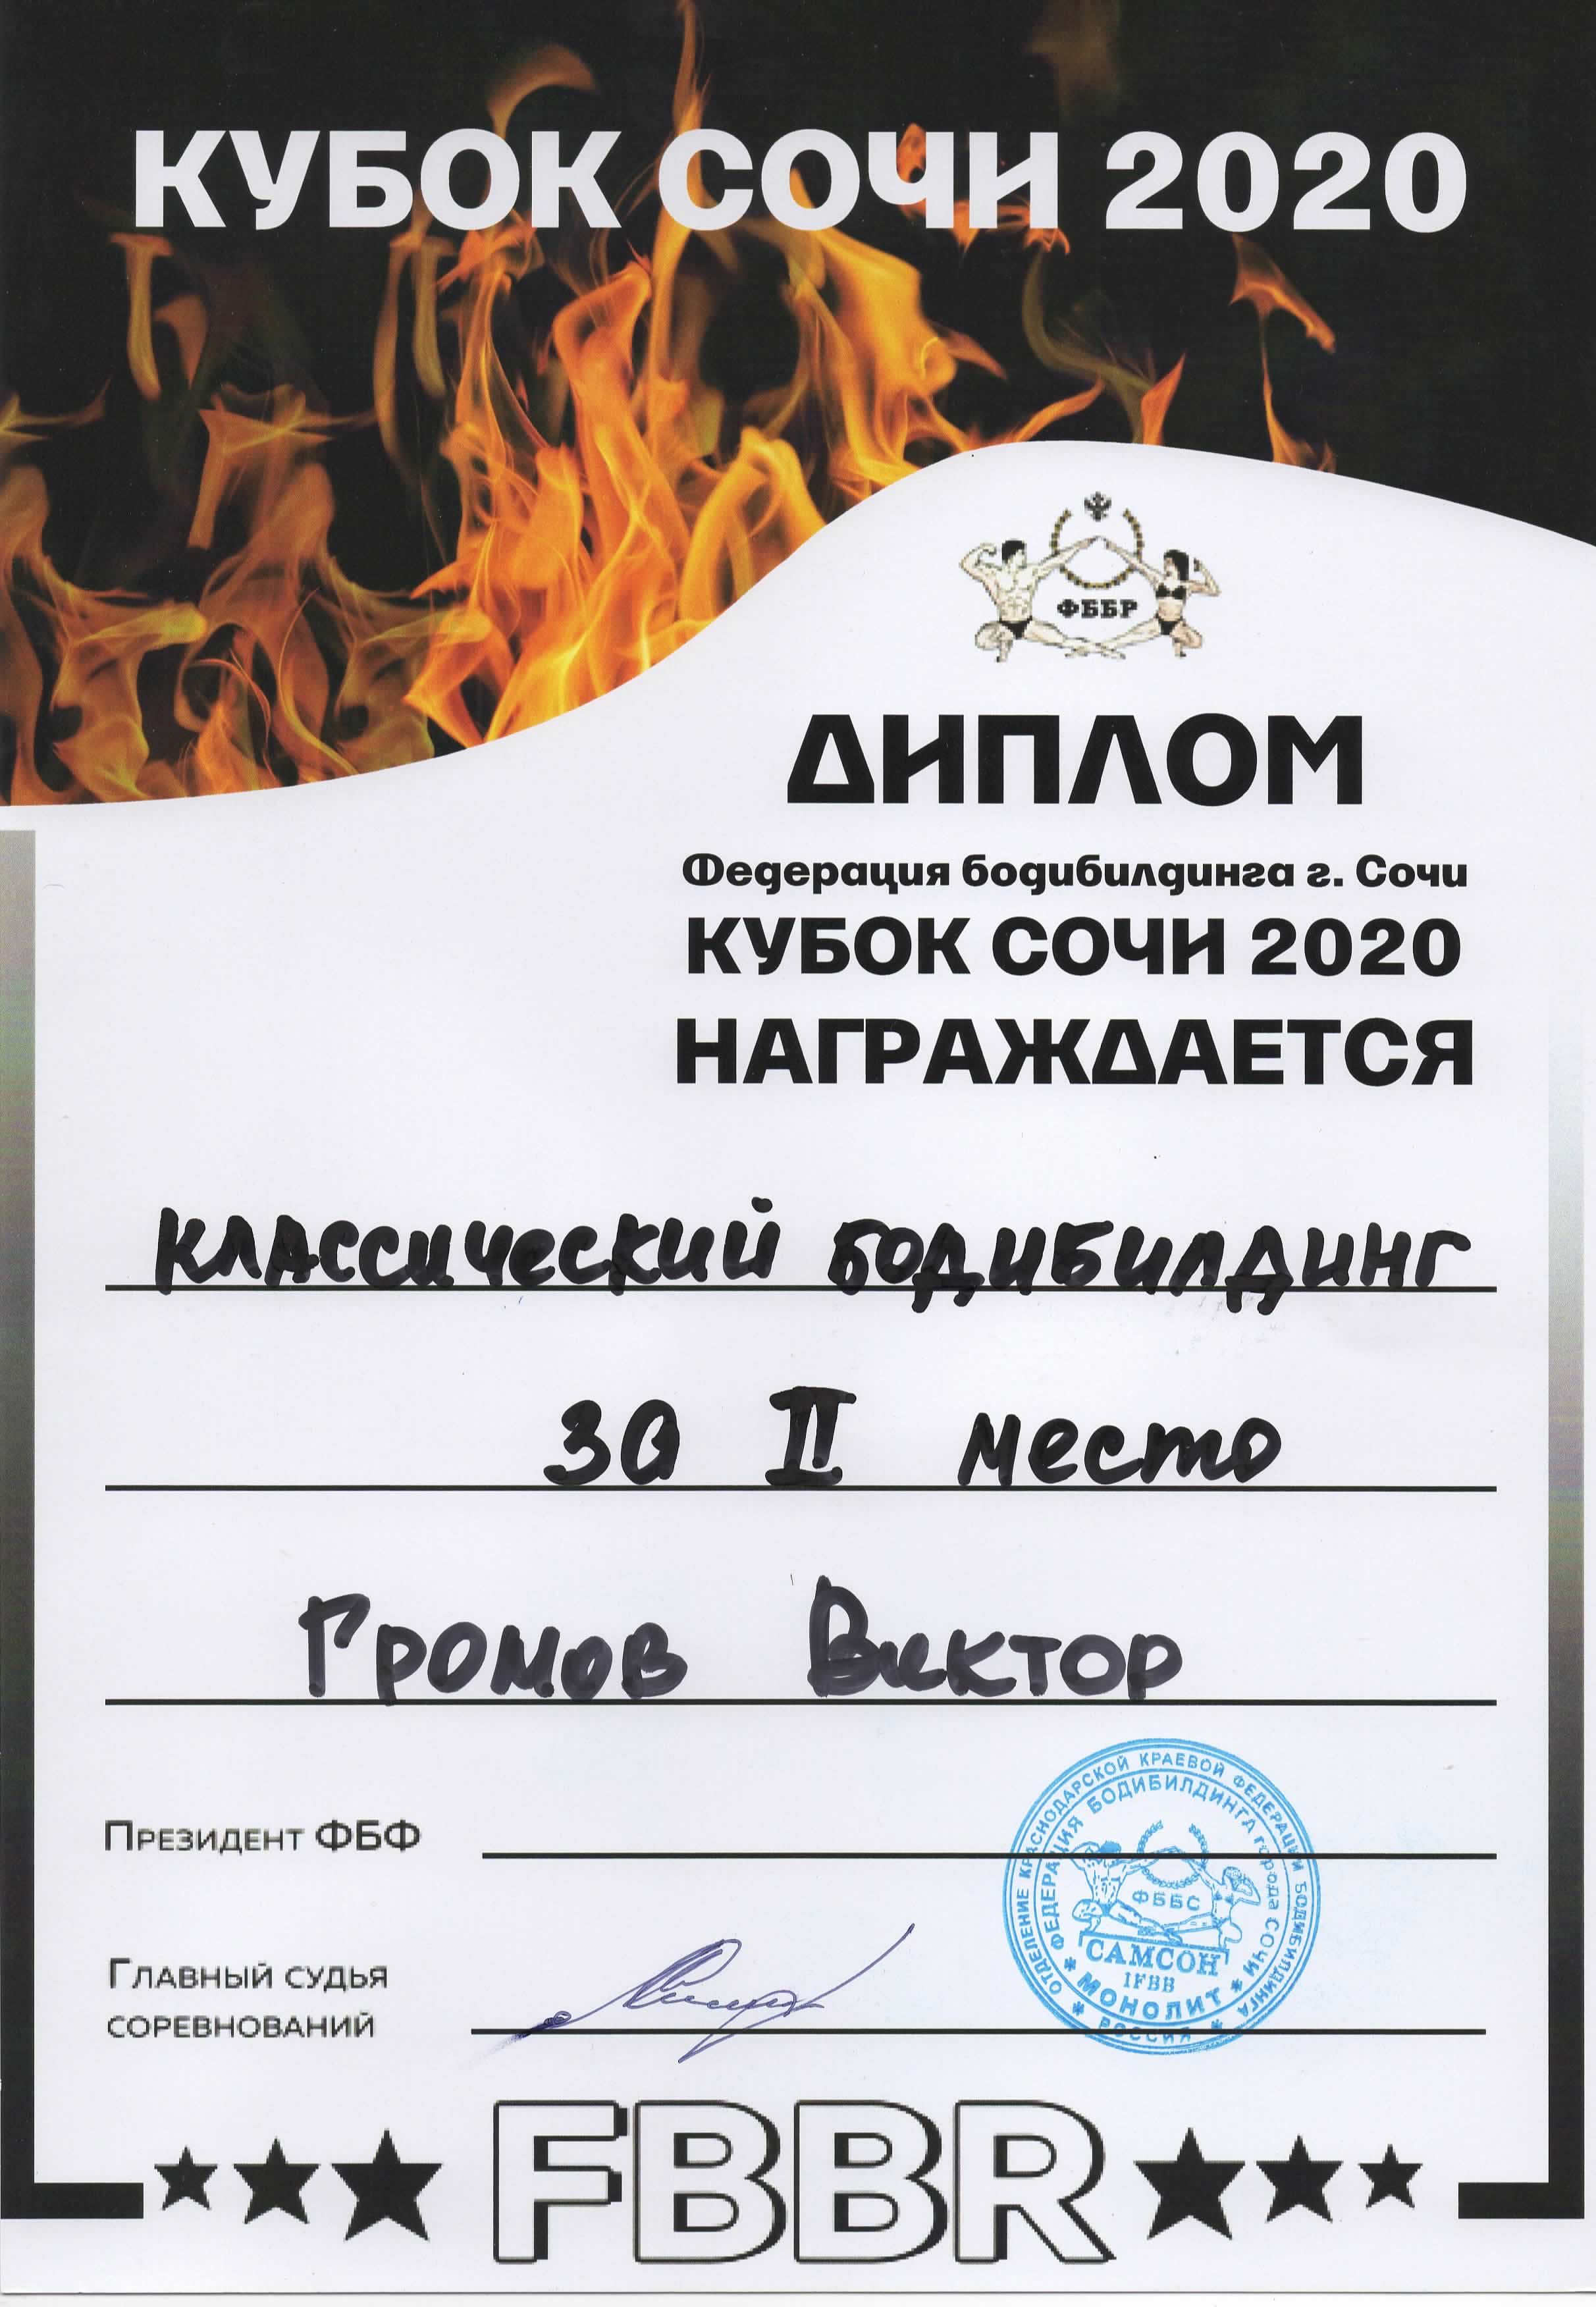 КУБОК СОЧИ 2020
ФББР
ДИПЛОМ
Федерация бодибилдинга г. Сочи
КУБОК СОЧИ 2020
НАГРАЖДАЕТСЯ
Классический бодибилдинг
за II место
Громов Виктор
Президент ФБФ
ОТДЕЛЕНИЕ КРАСНОДАРСКОЙ КРАЕВОЙ ФЕДЕРАЦИИ БОДИБИЛДИНГА
ФЕДЕРАЦИЯ БОДИБИЛДИНГА города СОЧИ
ФББС
САМСОН
IFBB
* МОНОЛИТ *
* РОССИЯ *
Главный судья
соревнований
FBBR